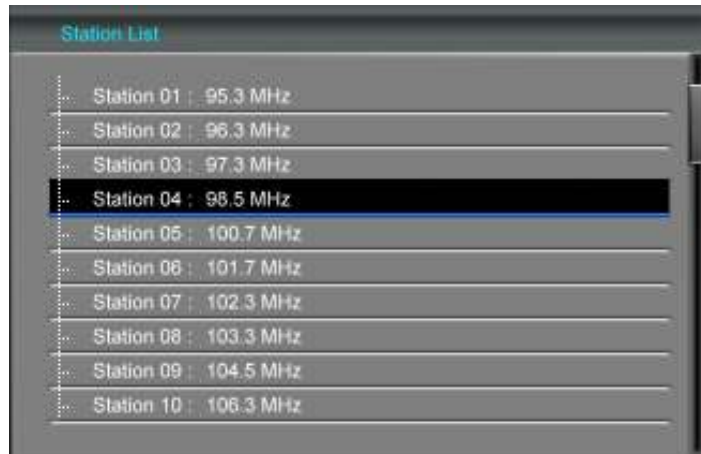 Station List
Station 01 : 95.3 MHz
Station 02 : 96.3 MHz
Station 03 : 97.3 MHz
Station 04 : 98.5 MHz
Station 05 : 100.7 MHz
Station 06 : 101.7 MHz
Station 07 : 102.3 MHz
Station 08 : 103.3 MHz
Station 09 : 104.5 MHz
Station 10 : 106.3 MHz